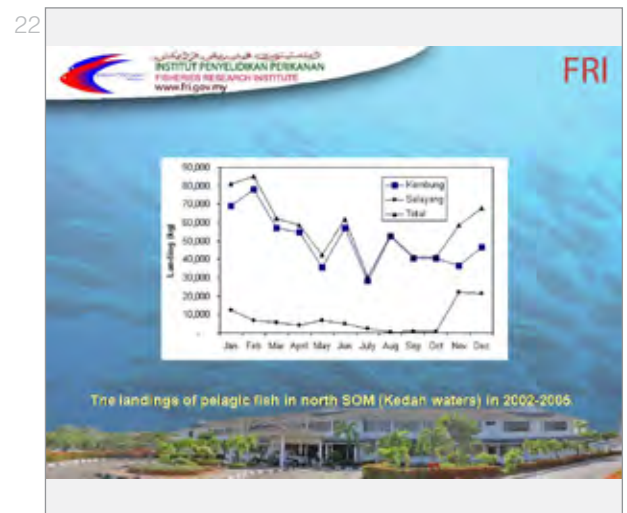 22
INSTITUT PENYELIDIKAN PERIKANAN
FISHERIES RESEARCH INSTITUTE
www.fri.gov.my
FRI
90,000
80,000
70,000
60,000
50,000
40,000
30,000
20,000
10,000
-
Landing (kg)
Kembung
Selayang
Total
Jan Feb Mar April May Jun July Aug Sep Oct Nov Dec
The landings of pelagic fish in north SOM (Kedah waters) in 2002-2005